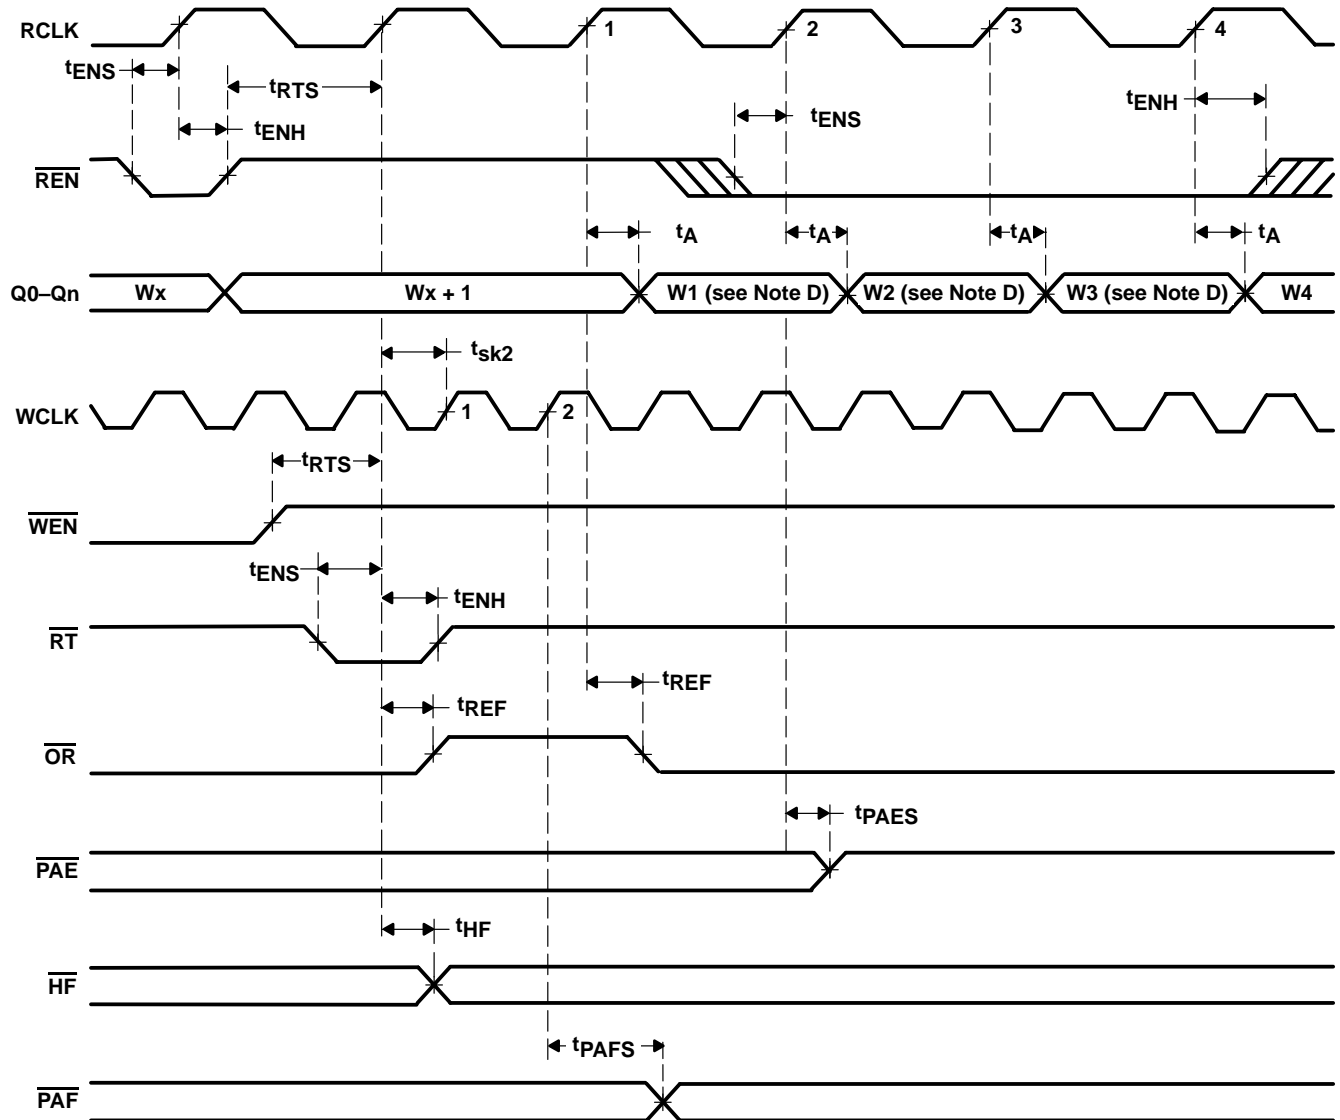 RCLK
1
2
3
4
tENS
tRTS
tENH
tENS
tENH
REN
tA
tA
tA
tA
Q0–Qn
Wx
Wx + 1
W1 (see Note D)
W2 (see Note D)
W3 (see Note D)
W4
tsk2
WCLK
1
2
tRTS
WEN
tENS
tENH
RT
tREF
tREF
OR
tPAES
PAE
tHF
HF
tPAFS
PAF